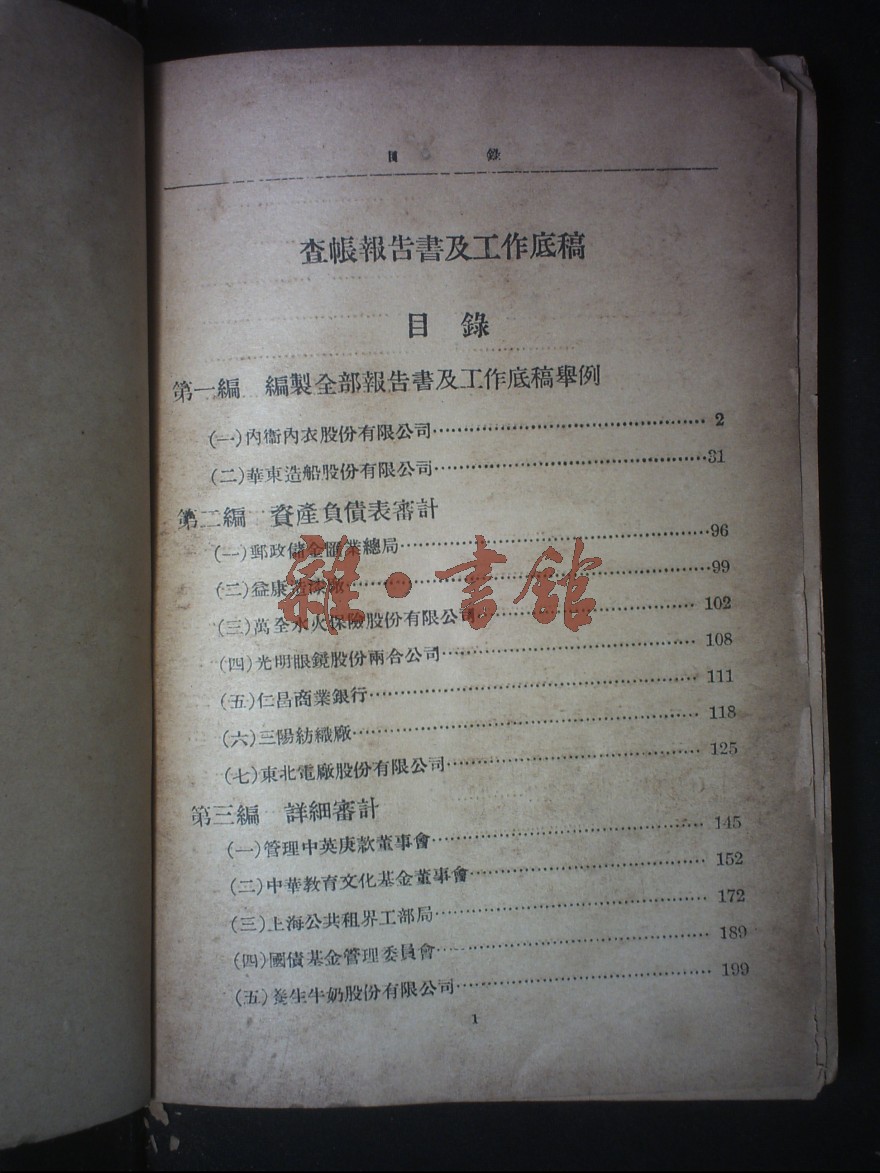 目 錄
查帳報告書及工作底稿
目 錄
第一編 編製全部報告書及工作底稿舉例
(一)內衞內衣股份有限公司 2
(二)華東造船股份有限公司 31
第二編 資產負債表審計
(一)郵政儲金匯業總局 96
(二)益康造漆廠 99
(三)萬全水火保險股份有限公司 102
(四)光明眼鏡股份兩合公司 108
(五)仁昌商業銀行 111
(六)三陽紡織廠 118
(七)東北電廠股份有限公司 125
第三編 詳細審計
(一)管理中英庚款董事會 145
(二)中華教育文化基金董事會 152
(三)上海公共租界工部局 172
(四)國債基金管理委員會 189
(五)養生牛奶股份有限公司 199
1
雜·書館